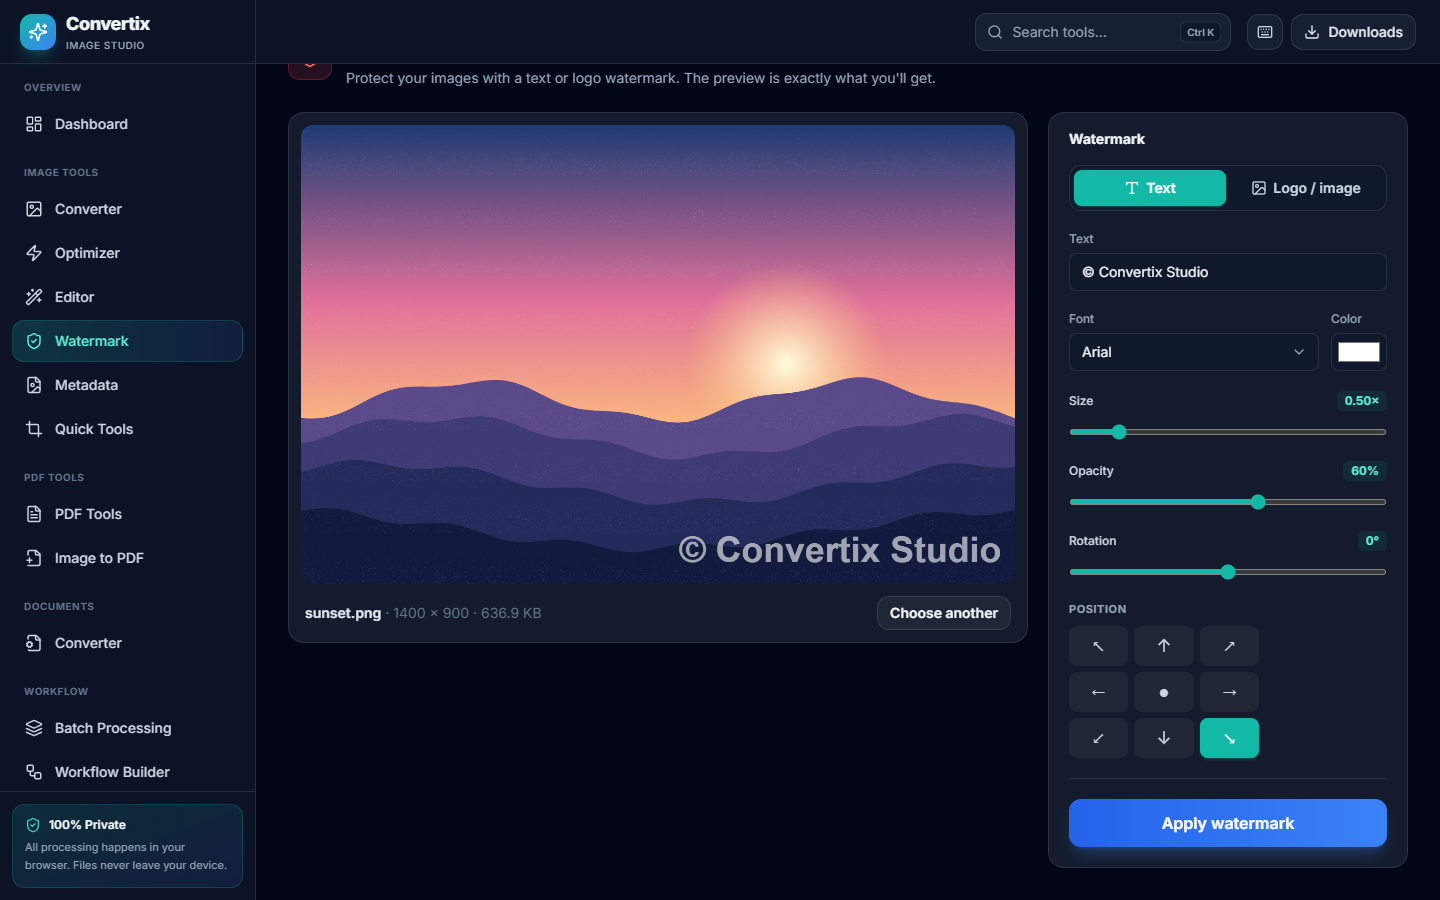 Convertix
IMAGE STUDIO
Search tools...
Ctrl K
Downloads
OVERVIEW
Dashboard
IMAGE TOOLS
Converter
Optimizer
Editor
Watermark
Metadata
Quick Tools
PDF TOOLS
PDF Tools
Image to PDF
DOCUMENTS
Converter
WORKFLOW
Batch Processing
Workflow Builder
100% Private
All processing happens in your
browser. Files never leave your device.
Protect your images with a text or logo watermark. The preview is exactly what you'll get.
© Convertix Studio
sunset.png · 1400 × 900 · 636.9 KB
Choose another
Watermark
Text
Logo / image
Text
© Convertix Studio
Font
Color
Arial
Size
0.50×
Opacity
60%
Rotation
0°
POSITION
↖ ↑ ↗
← ● →
↙ ↓ ↘
Apply watermark